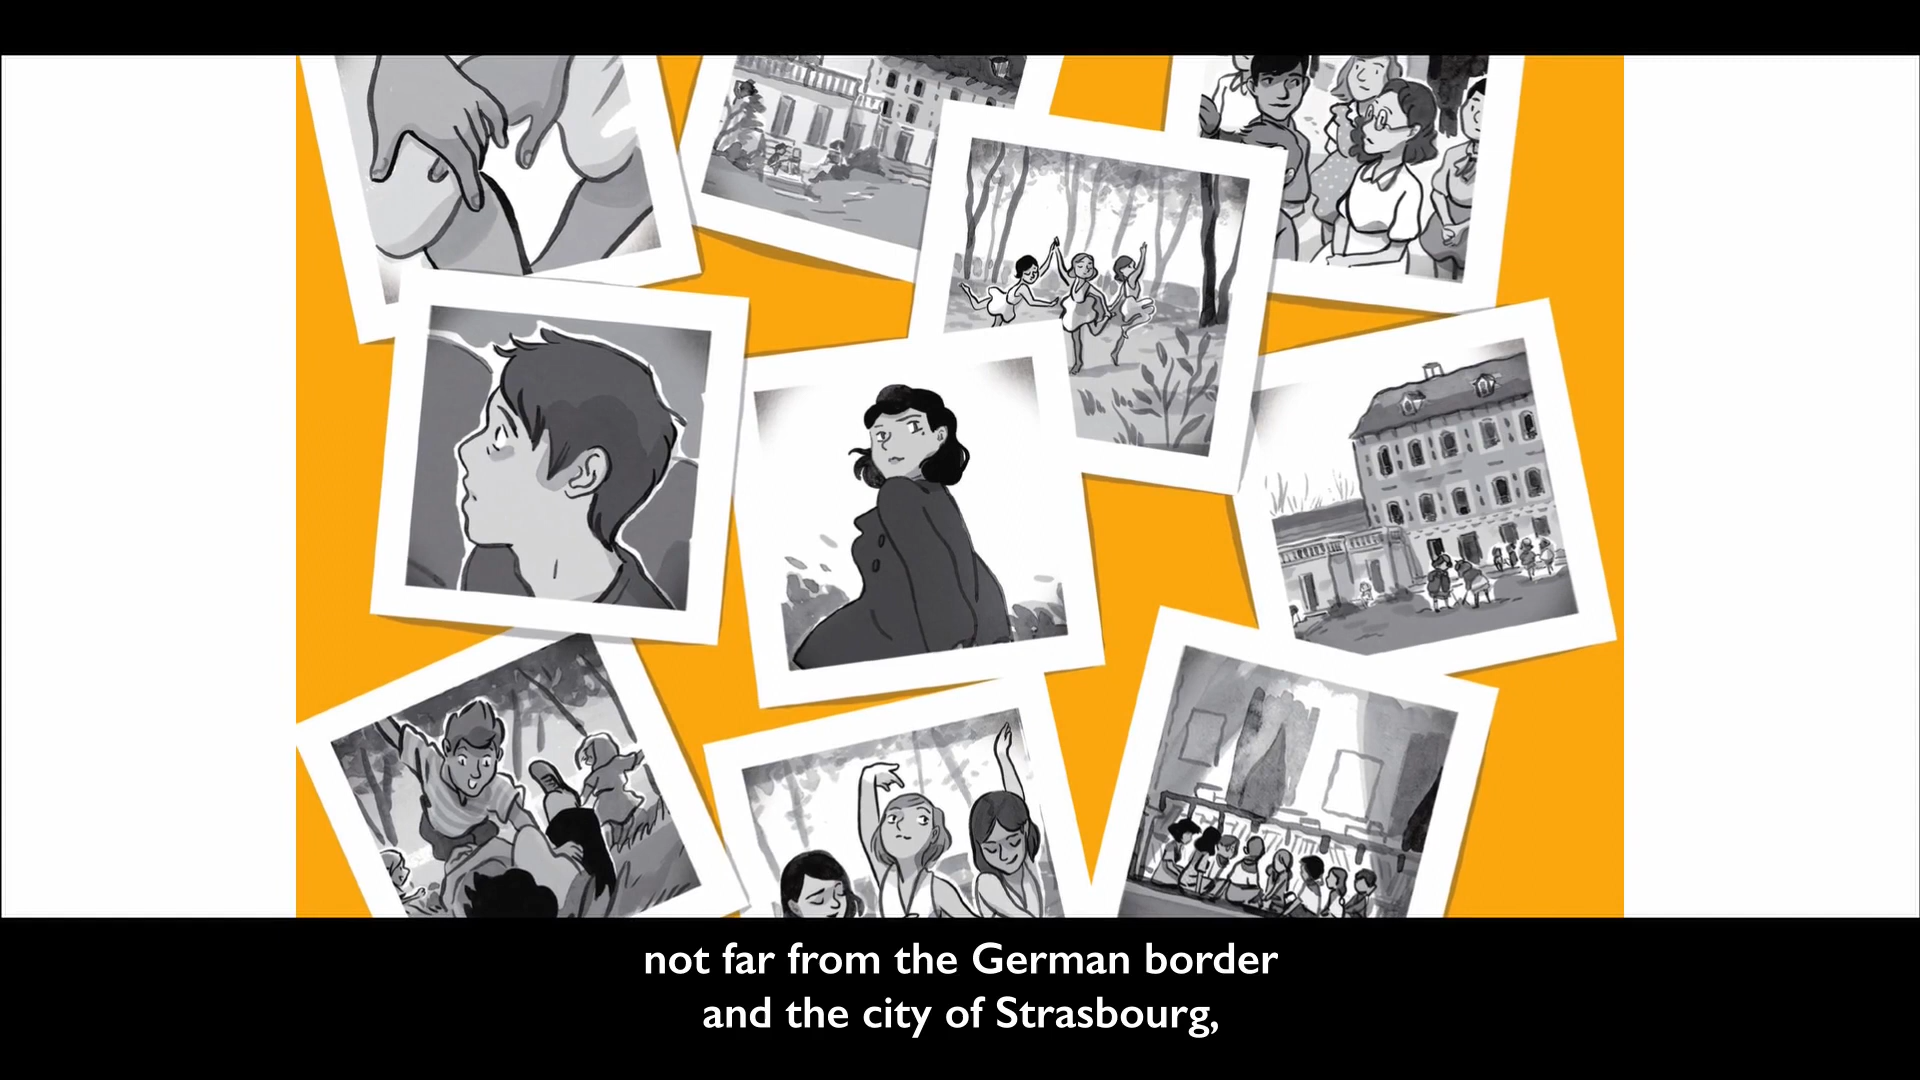 not far from the German border
and the city of Strasbourg,